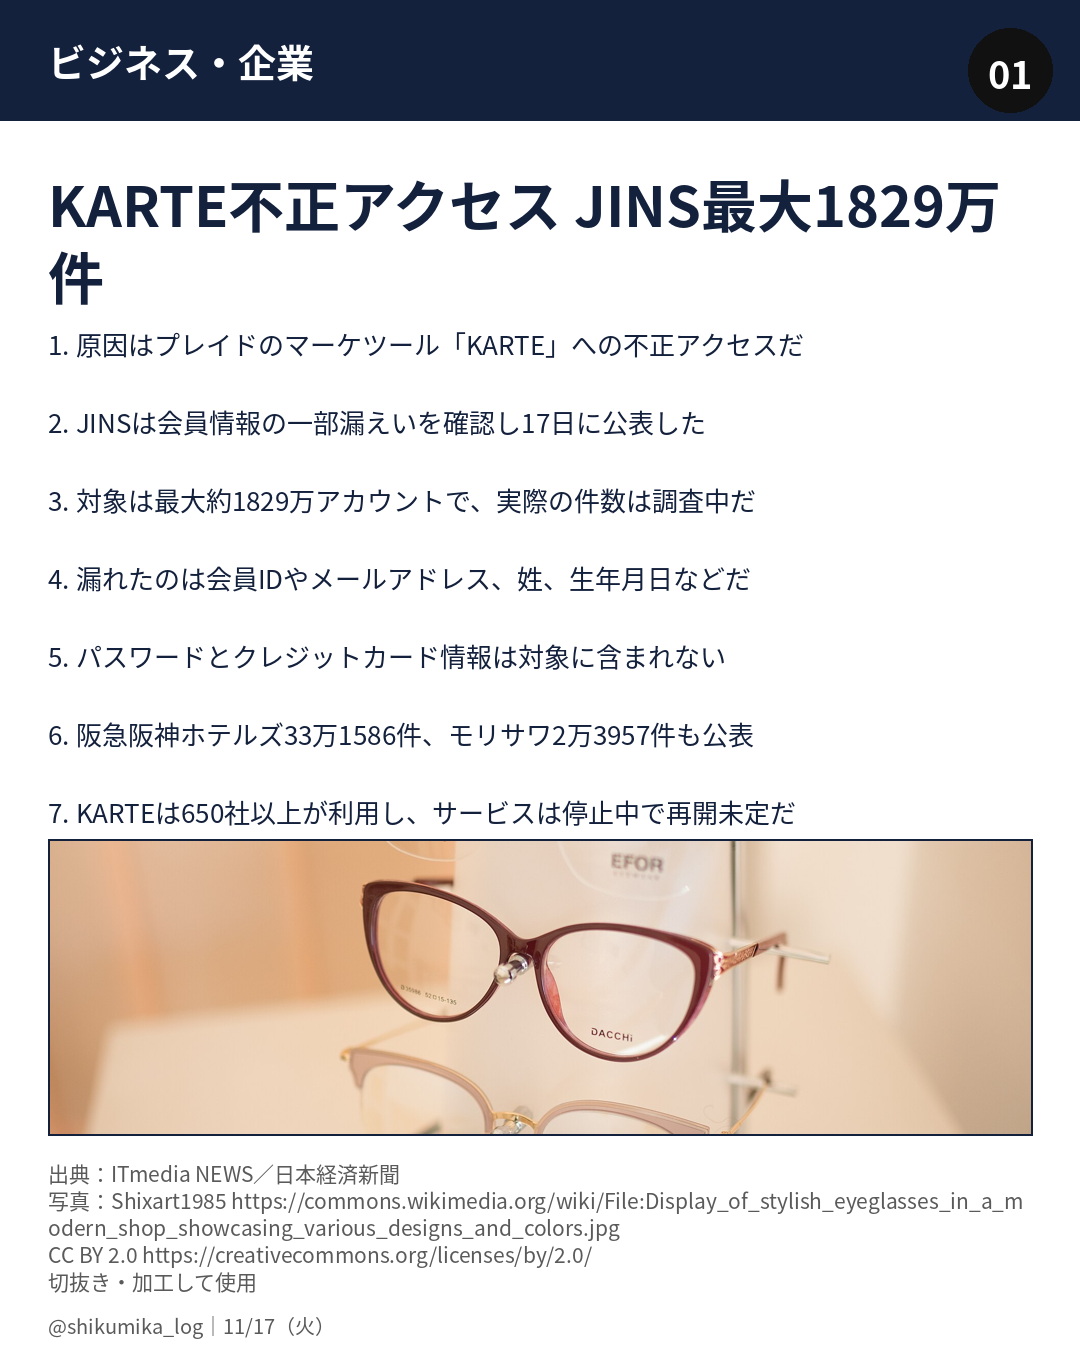 ビジネス・企業
01
KARTE不正アクセス JINS最大1829万
件
1. 原因はプレイドのマーケツール「KARTE」への不正アクセスだ
2. JINSは会員情報の一部漏えいを確認し17日に公表した
3. 対象は最大約1829万アカウントで、実際の件数は調査中だ
4. 漏れたのは会員IDやメールアドレス、姓、生年月日などだ
5. パスワードとクレジットカード情報は対象に含まれない
6. 阪急阪神ホテルズ33万1586件、モリサワ2万3957件も公表
7. KARTEは650社以上が利用し、サービスは停止中で再開未定だ
EFOR
DACCHi
出典：ITmedia NEWS／日本経済新聞
写真：Shixart1985 https://commons.wikimedia.org/wiki/File:Display_of_stylish_eyeglasses_in_a_m
odern_shop_showcasing_various_designs_and_colors.jpg
CC BY 2.0 https://creativecommons.org/licenses/by/2.0/
切抜き・加工して使用
@shikumika_log｜11/17（火）